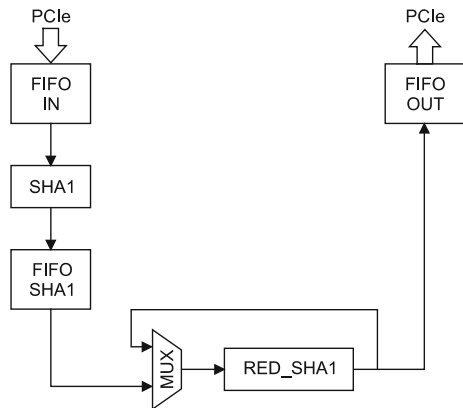 PCIe
PCIe
FIFO
IN
FIFO
OUT
SHA1
FIFO
SHA1
MUX
RED_SHA1